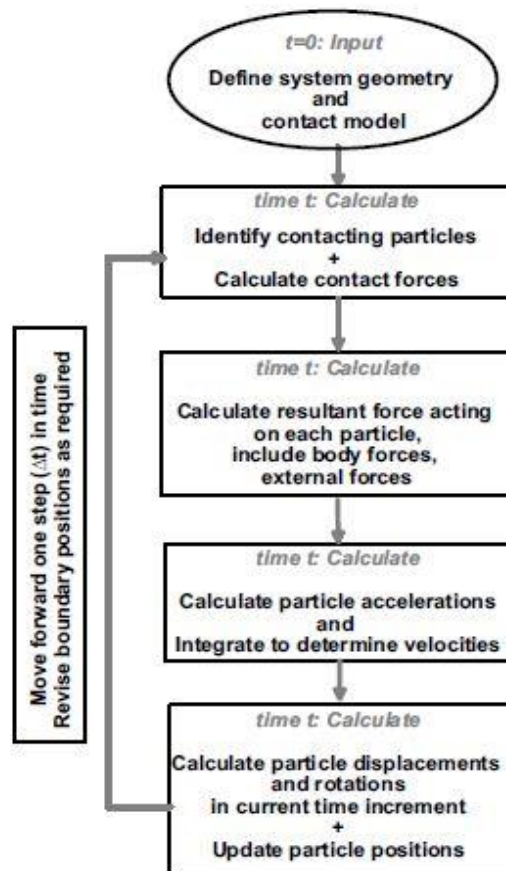 t=0: Input
Define system geometry
and
contact model
time t: Calculate
Identify contacting particles
+
Calculate contact forces
time t: Calculate
Calculate resultant force acting
on each particle,
include body forces,
external forces
time t: Calculate
Calculate particle accelerations
and
Integrate to determine velocities
time t: Calculate
Calculate particle displacements
and rotations
in current time increment
+
Update particle positions
Move forward one step (Δt) in time
Revise boundary positions as required